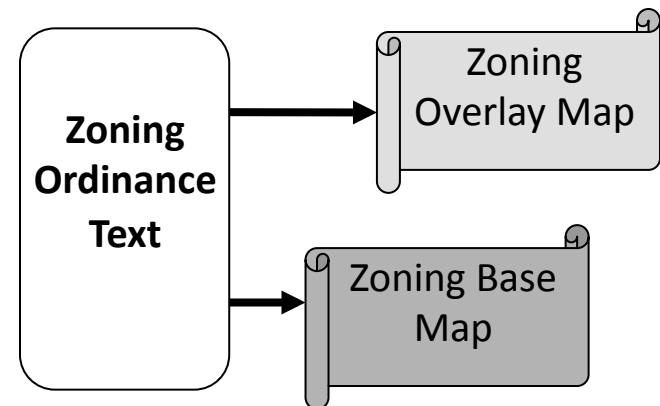 Zoning
Ordinance
Text
Zoning
Overlay Map
Zoning Base
Map